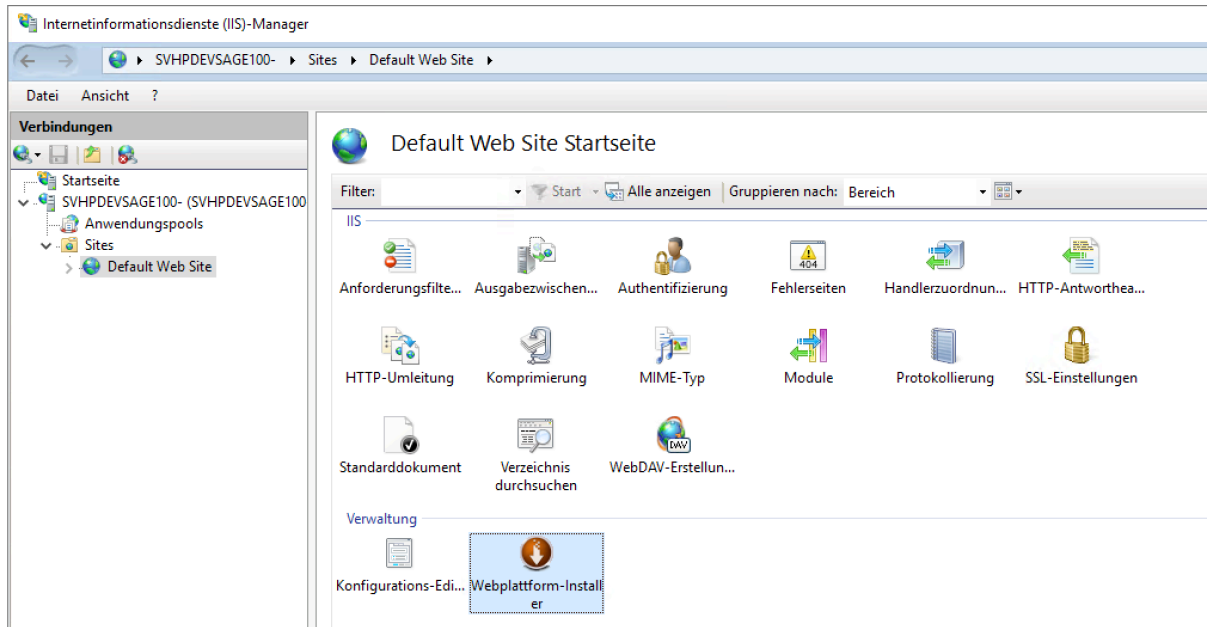 Internetinformationsdienste (IIS)-Manager
SVHPDEVSAGE100- Sites Default Web Site
Datei Ansicht ?
Verbindungen
Startseite
SVHPDEVSAGE100- (SVHPDEVSAGE100
Anwendungspools
Sites
Default Web Site
Default Web Site Startseite
Filter: Start Alle anzeigen Gruppieren nach: Bereich
IIS
Anforderungsfilte... Ausgabezwischen... Authentifizierung Fehlerseiten Handlerzuordnun... HTTP-Antworthea...
404
HTTP-Umleitung Komprimierung MIME-Typ Module Protokollierung SSL-Einstellungen
DAV
Standarddokument Verzeichnis durchsuchen WebDAV-Erstellun...
Verwaltung
Konfigurations-Edi... Webplattform-Install
er